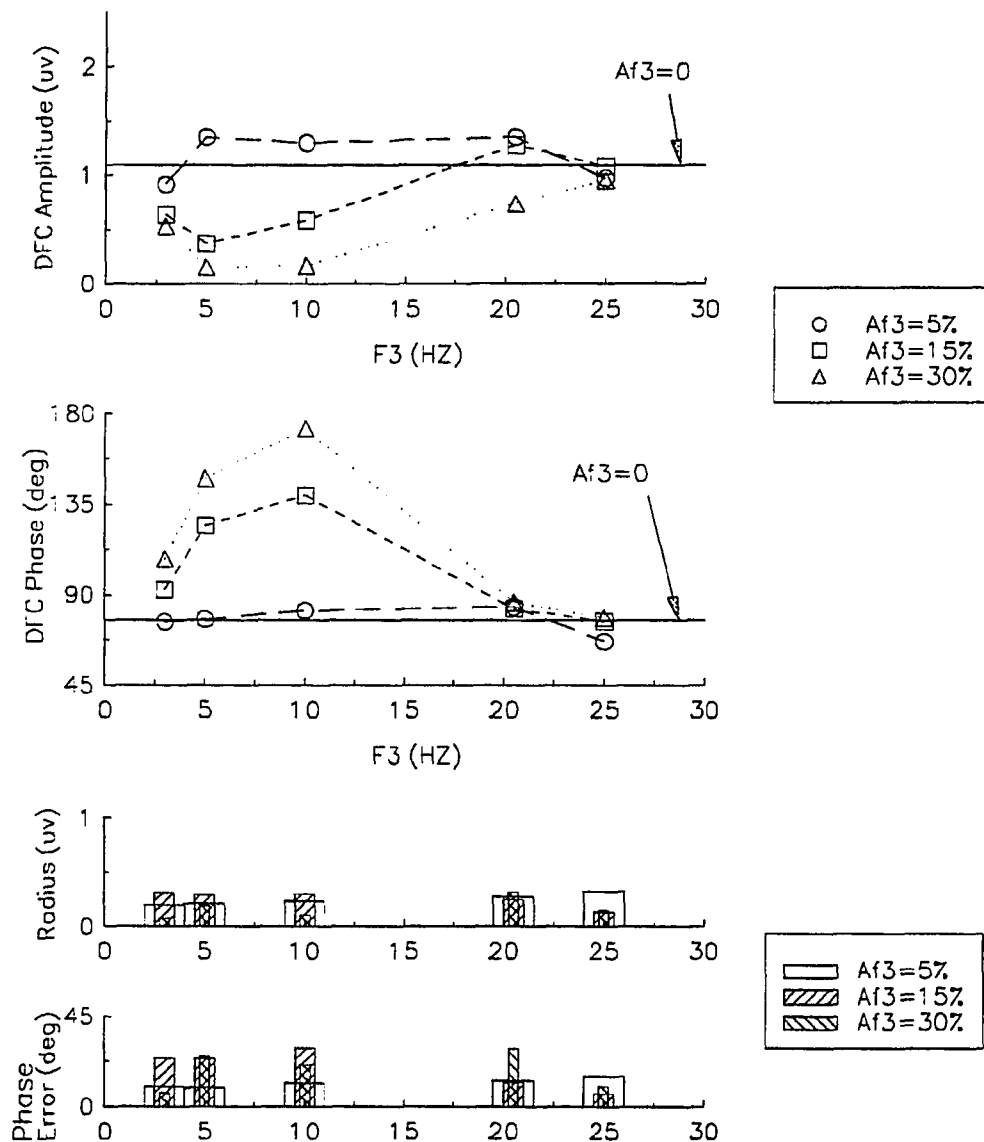 DFC Amplitude (uv)
2
1
0
Af3=0
0 5 10 15 20 25 30
F3 (HZ)
Af3=5%
Af3=15%
Af3=30%
DFC Phase (deg)
180
135
90
45
Af3=0
0 5 10 15 20 25 30
F3 (HZ)
Radius (uv)
1
0
0 5 10 15 20 25 30
Af3=5%
Af3=15%
Af3=30%
Phase
Error (deg)
45
0
0 5 10 15 20 25 30